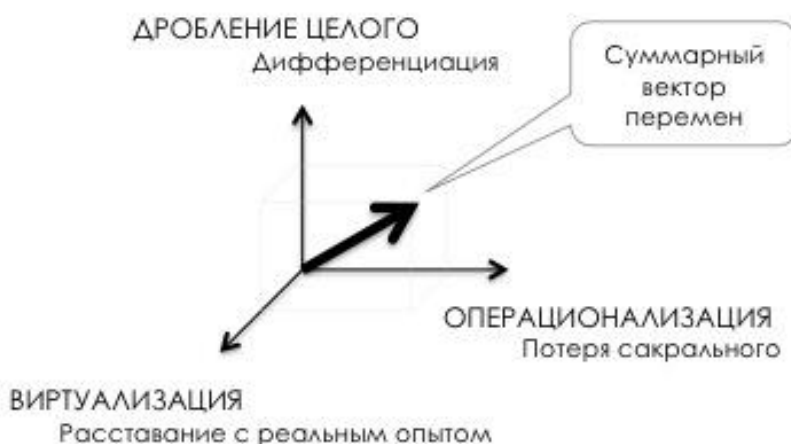 ДРОБЛЕНИЕ ЦЕЛОГО
Дифференциация
Суммарный
вектор
перемен
ОПЕРАЦИОНАЛИЗАЦИЯ
Потеря сакрального
ВИРТУАЛИЗАЦИЯ
Расставание с реальным опытом